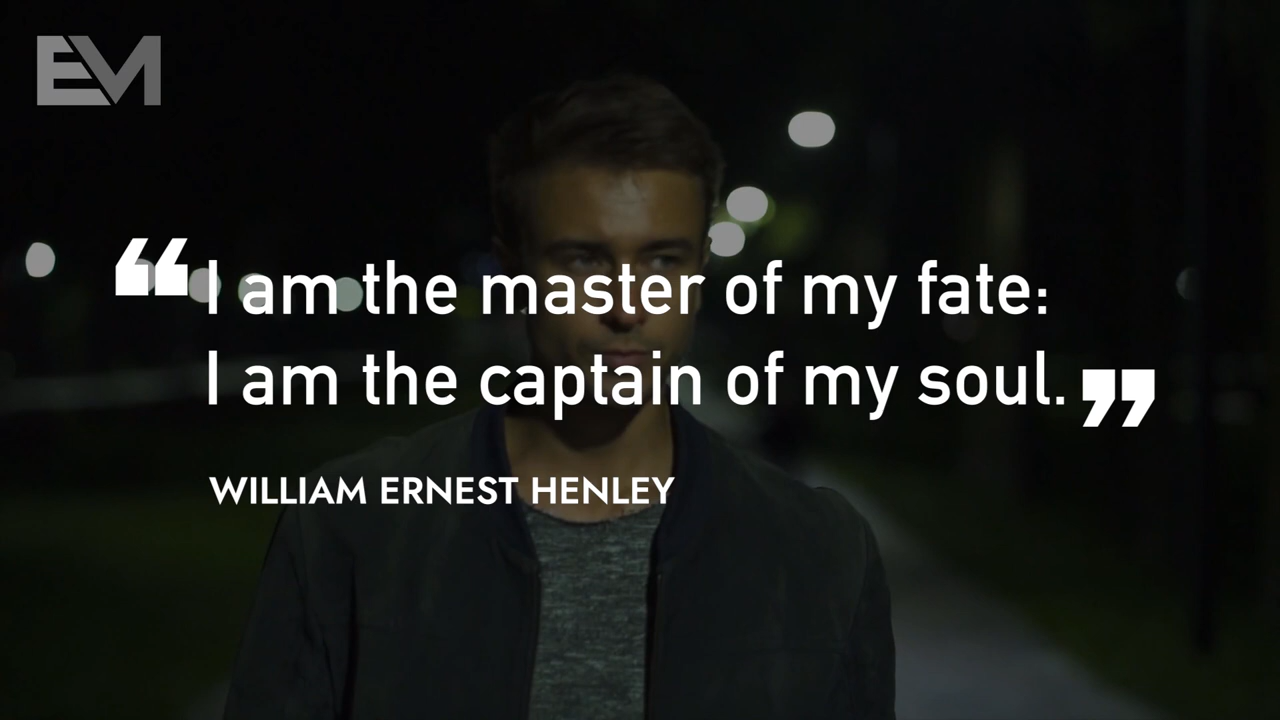 EM
“I am the master of my fate:
I am the captain of my soul.”
WILLIAM ERNEST HENLEY